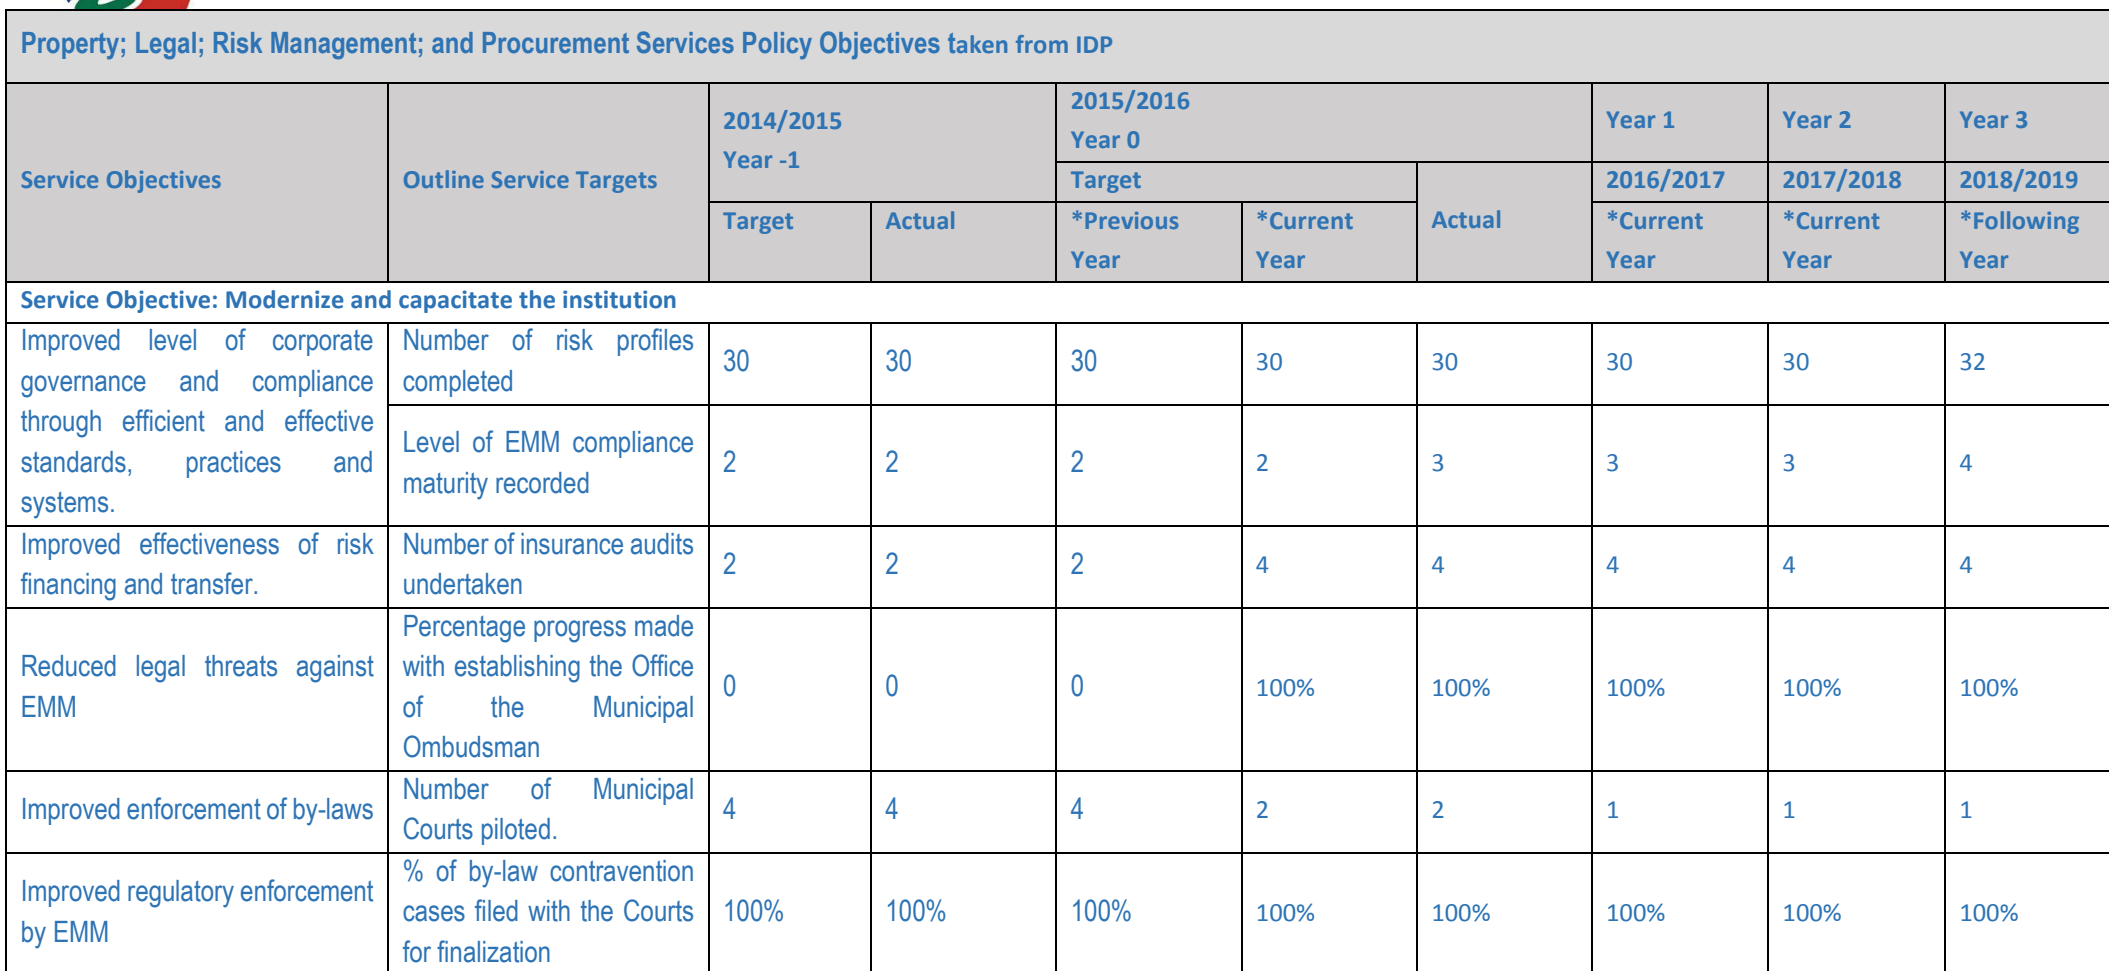 Property; Legal; Risk Management; and Procurement Services Policy Objectives taken from IDP
Service Objectives
Outline Service Targets
2014/2015
Year -1
2015/2016
Year 0
Year 1
Year 2
Year 3
Target
Actual
2016/2017
2017/2018
2018/2019
Target
Actual
*Previous
Year
*Current
Year
*Current
Year
*Current
Year
*Following
Year
Service Objective: Modernize and capacitate the institution
Improved level of corporate
governance and compliance
through efficient and effective
standards, practices and
systems.
Number of risk profiles
completed
30
30
30
30
30
30
30
32
Level of EMM compliance
maturity recorded
2
2
2
2
3
3
3
4
Improved effectiveness of risk
financing and transfer.
Number of insurance audits
undertaken
2
2
2
4
4
4
4
4
Reduced legal threats against
EMM
Percentage progress made
with establishing the Office
of the Municipal
Ombudsman
0
0
0
100%
100%
100%
100%
100%
Improved enforcement of by-laws
Number of Municipal
Courts piloted.
4
4
4
2
2
1
1
1
Improved regulatory enforcement
by EMM
% of by-law contravention
cases filed with the Courts
for finalization
100%
100%
100%
100%
100%
100%
100%
100%